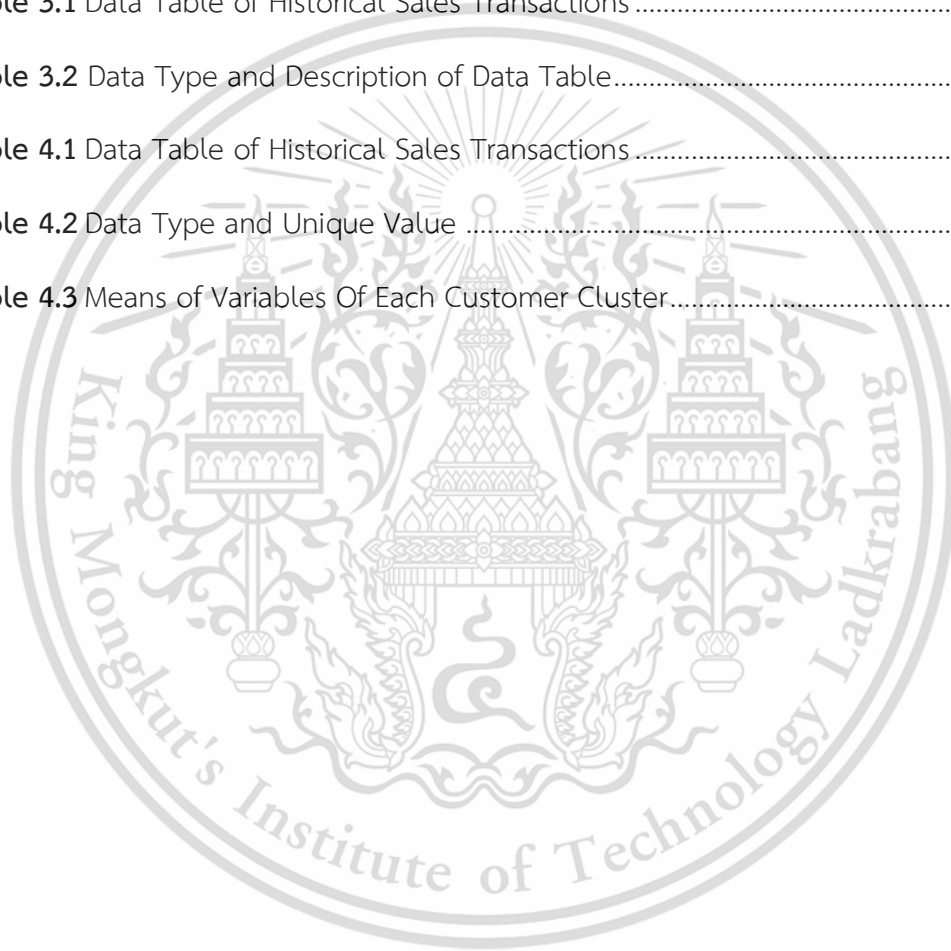 ble 3.1 Data Table of Historical Sales Transactions
ble 3.2 Data Type and Description of Data Table
ble 4.1 Data Table of Historical Sales Transactions
ble 4.2 Data Type and Unique Value
ble 4.3 Means of Variables Of Each Customer Cluster
King Mongkut's Institute of Technology Ladkrabang